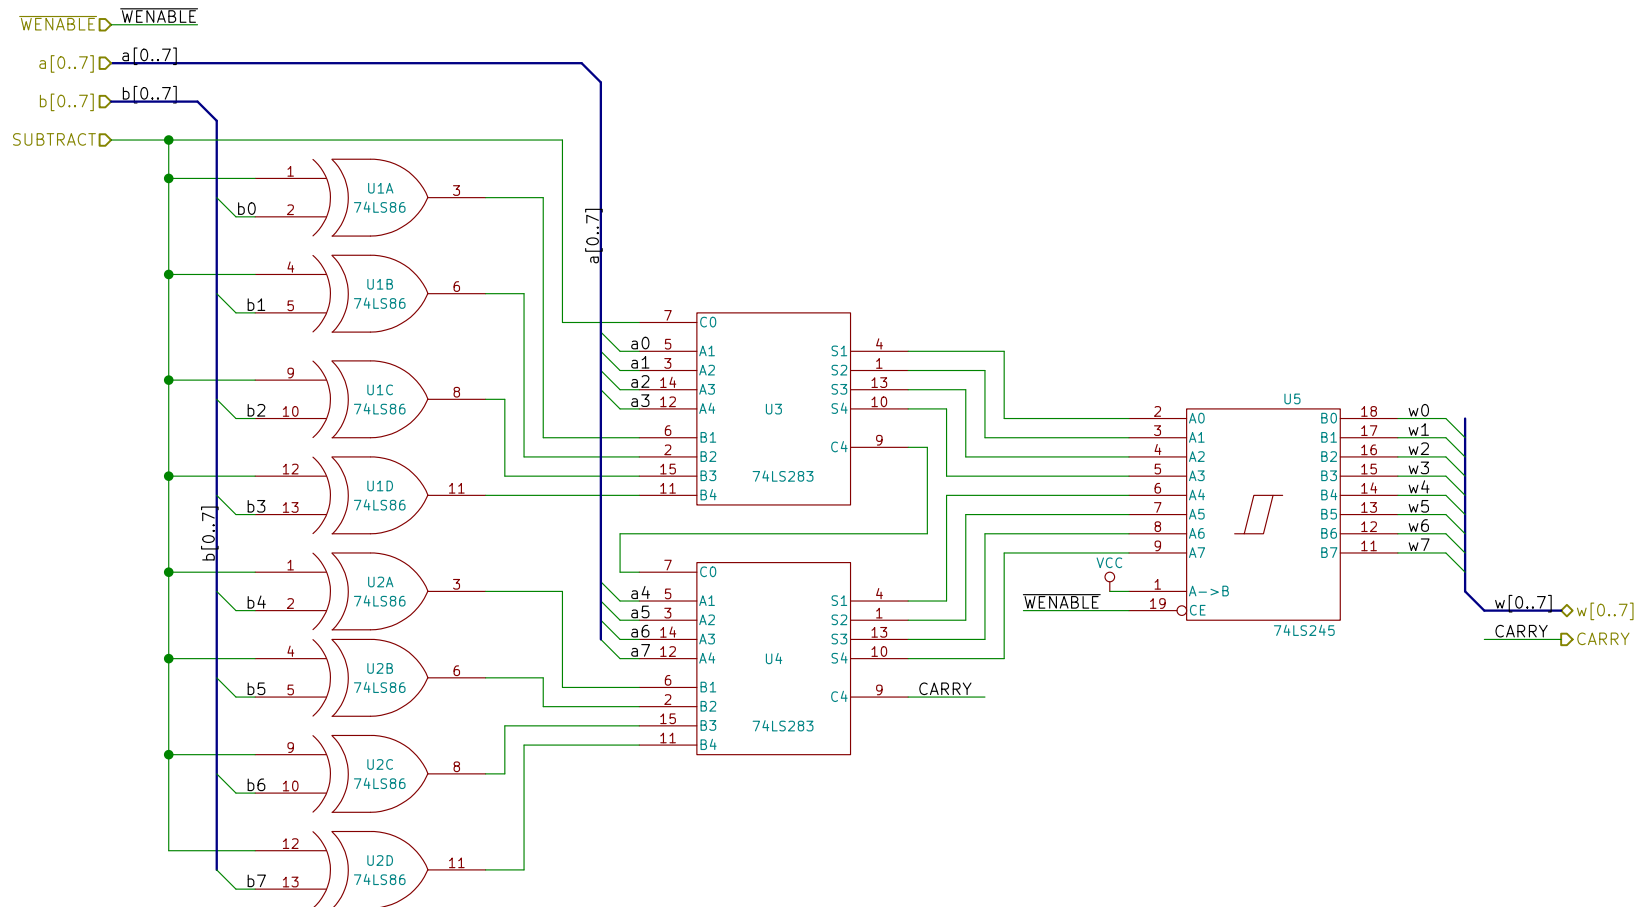 WENABLE WENABLE
a[0..7] a[0..7]
b[0..7] b[0..7]
SUBTRACT
1 U1A 3
b0 2 74LS86
a[0..7]
4 U1B 6
b1 5 74LS86
9 U1C 8
b2 10 74LS86
12 U1D 11
b3 13 74LS86
b[0..7]
1 U2A 3
b4 2 74LS86
4 U2B 6
b5 5 74LS86
9 U2C 8
b6 10 74LS86
12 U2D 11
b7 13 74LS86
7 C0
a0 5 A1 S1 4
a1 3 A2 S2 1
a2 14 A3 S3 13
a3 12 A4 U3 S4 10
6 B1 C4 9
2 B2
15 B3 74LS283
11 B4
7 C0
a4 5 A1 S1 4
a5 3 A2 S2 1
a6 14 A3 S3 13
a7 12 A4 U4 S4 10
6 B1 C4 9 CARRY
2 B2
15 B3 74LS283
11 B4
U5
2 A0 B0 18 w0
3 A1 B1 17 w1
4 A2 B2 16 w2
5 A3 B3 15 w3
6 A4 B4 14 w4
7 A5 B5 13 w5
8 A6 B6 12 w6
9 A7 B7 11 w7
VCC
1 A->B
WENABLE 19 CE
74LS245
w[0..7] w[0..7]
CARRY CARRY